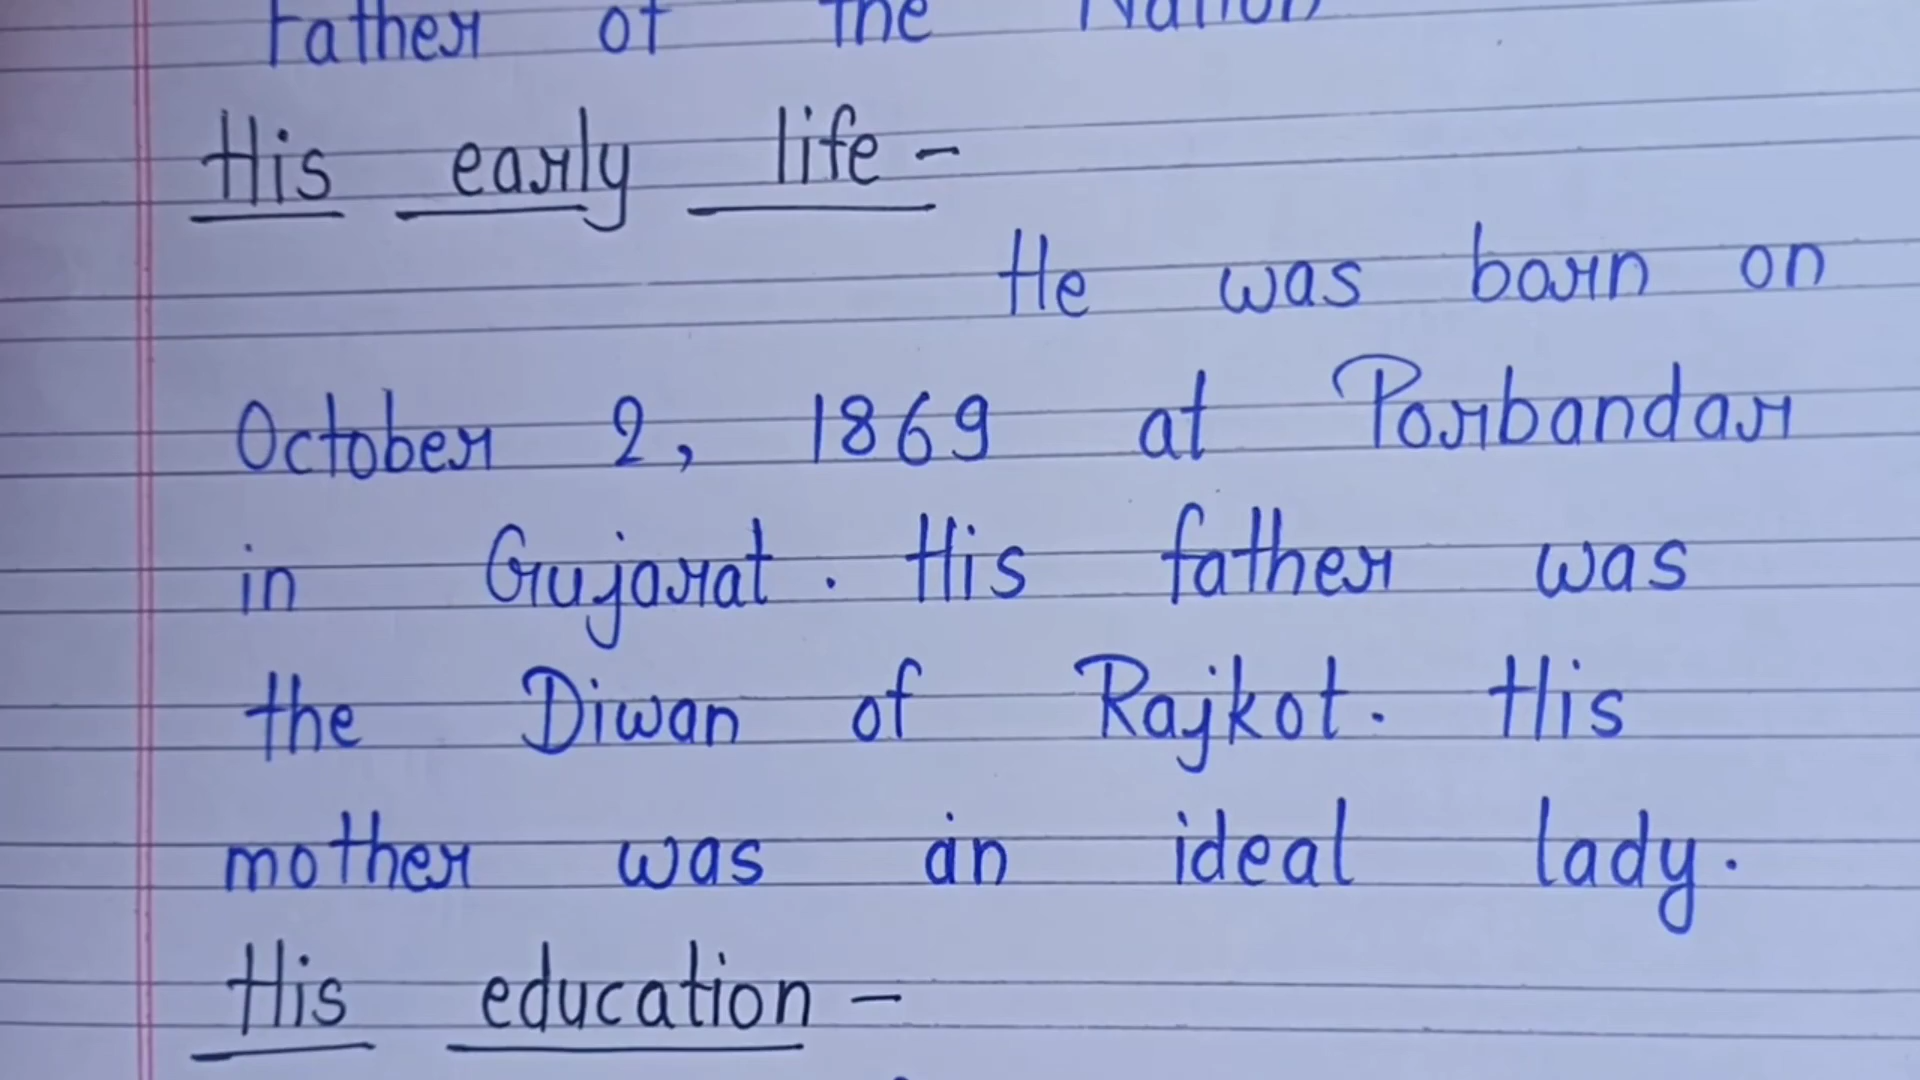 Father of the Nation
His early life -
He was born on
October 2, 1869 at Porbandar
in Gujarat. His father was
the Diwan of Rajkot. His
mother was an ideal lady.
His education -